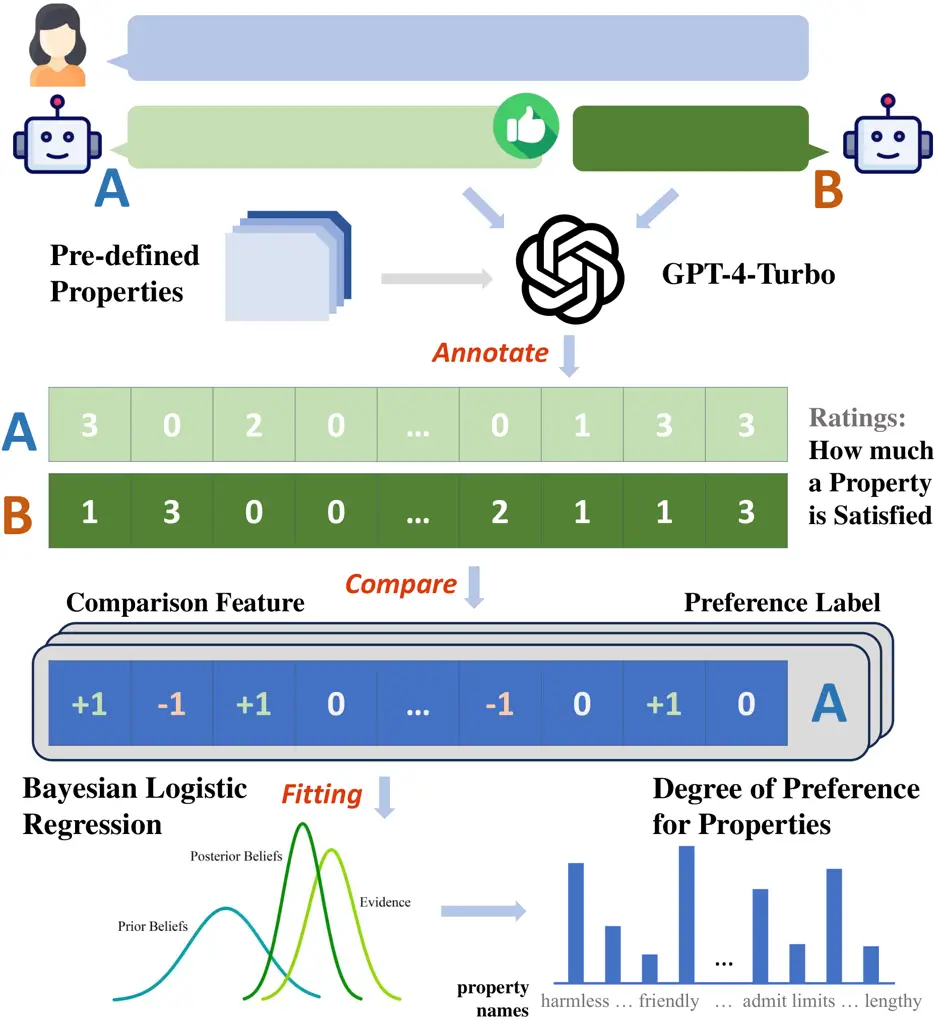 A
B
Pre-defined
Properties
GPT-4-Turbo
Annotate
A
3 0 2 0 ... 0 1 3 3
B
1 3 0 0 ... 2 1 1 3
Ratings:
How much
a Property
is Satisfied
Compare
Comparison Feature
Preference Label
+1 -1 +1 0 ... -1 0 +1 0
A
Bayesian Logistic
Regression
Fitting
Degree of Preference
for Properties
Posterior Beliefs
Evidence
Prior Beliefs
...
property
names
harmless ... friendly ... admit limits ... lengthy